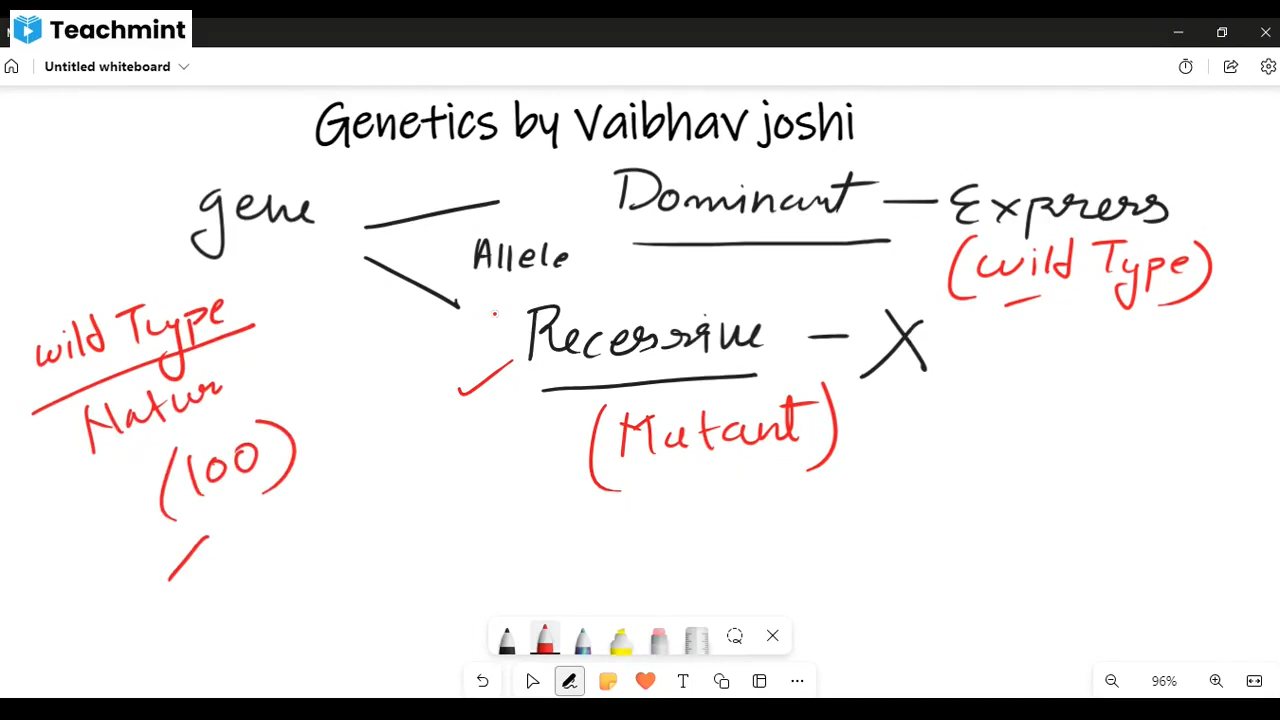 Teachmint
Untitled whiteboard
Genetics by Vaibhav joshi
gene
Dominant — Express
Allele
(wild Type)
Recessive — X
(Mutant)
wild Type
Natur
(100)
96%